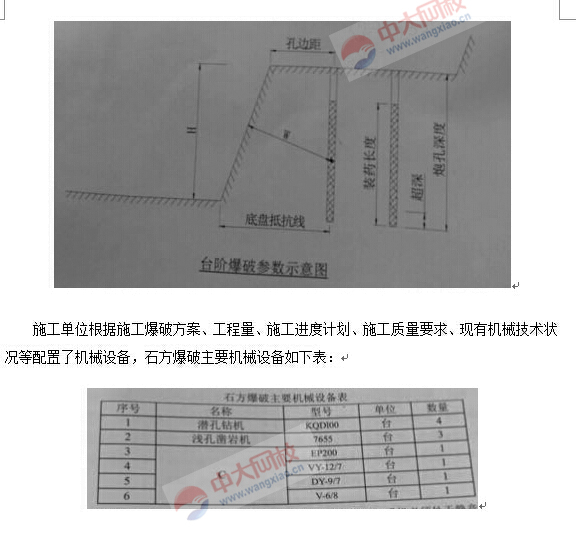 中大网校
www.wangxiao.com
孔边距
H
W
装药长度
超深
炮孔深度
底盘抵抗线
台阶爆破参数示意图
施工单位根据施工爆破方案、工程量、施工进度计划、施工质量要求、现有机械技术状
况等配置了机械设备，石方爆破主要机械设备如下表：
石方爆破主要机械设备表
序号 名称 型号 单位 数量
1 潜孔钻机 KQD100 台 4
2 浅孔凿岩机 7655 台 3
3 EP200 台 1
4 C VY-12/7 台 1
5 DY-9/7 台 1
6 V-6/8 台 1
中大网校
www.wangxiao.com